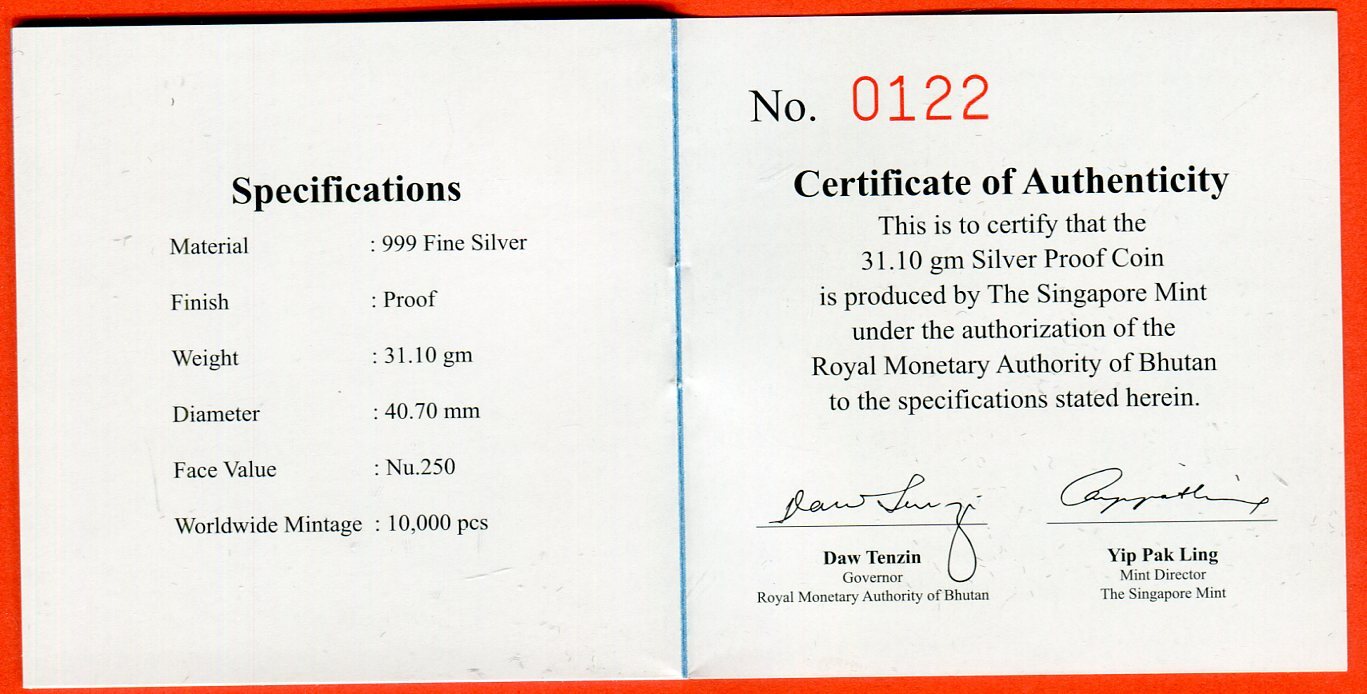 Specifications
Material : 999 Fine Silver
Finish : Proof
Weight : 31.10 gm
Diameter : 40.70 mm
Face Value : Nu.250
Worldwide Mintage : 10,000 pcs
No. 0122
Certificate of Authenticity
This is to certify that the
31.10 gm Silver Proof Coin
is produced by The Singapore Mint
under the authorization of the
Royal Monetary Authority of Bhutan
to the specifications stated herein.
Daw Tenzin
Daw Tenzin
Governor
Royal Monetary Authority of Bhutan
Yip Pak Ling
Mint Director
The Singapore Mint